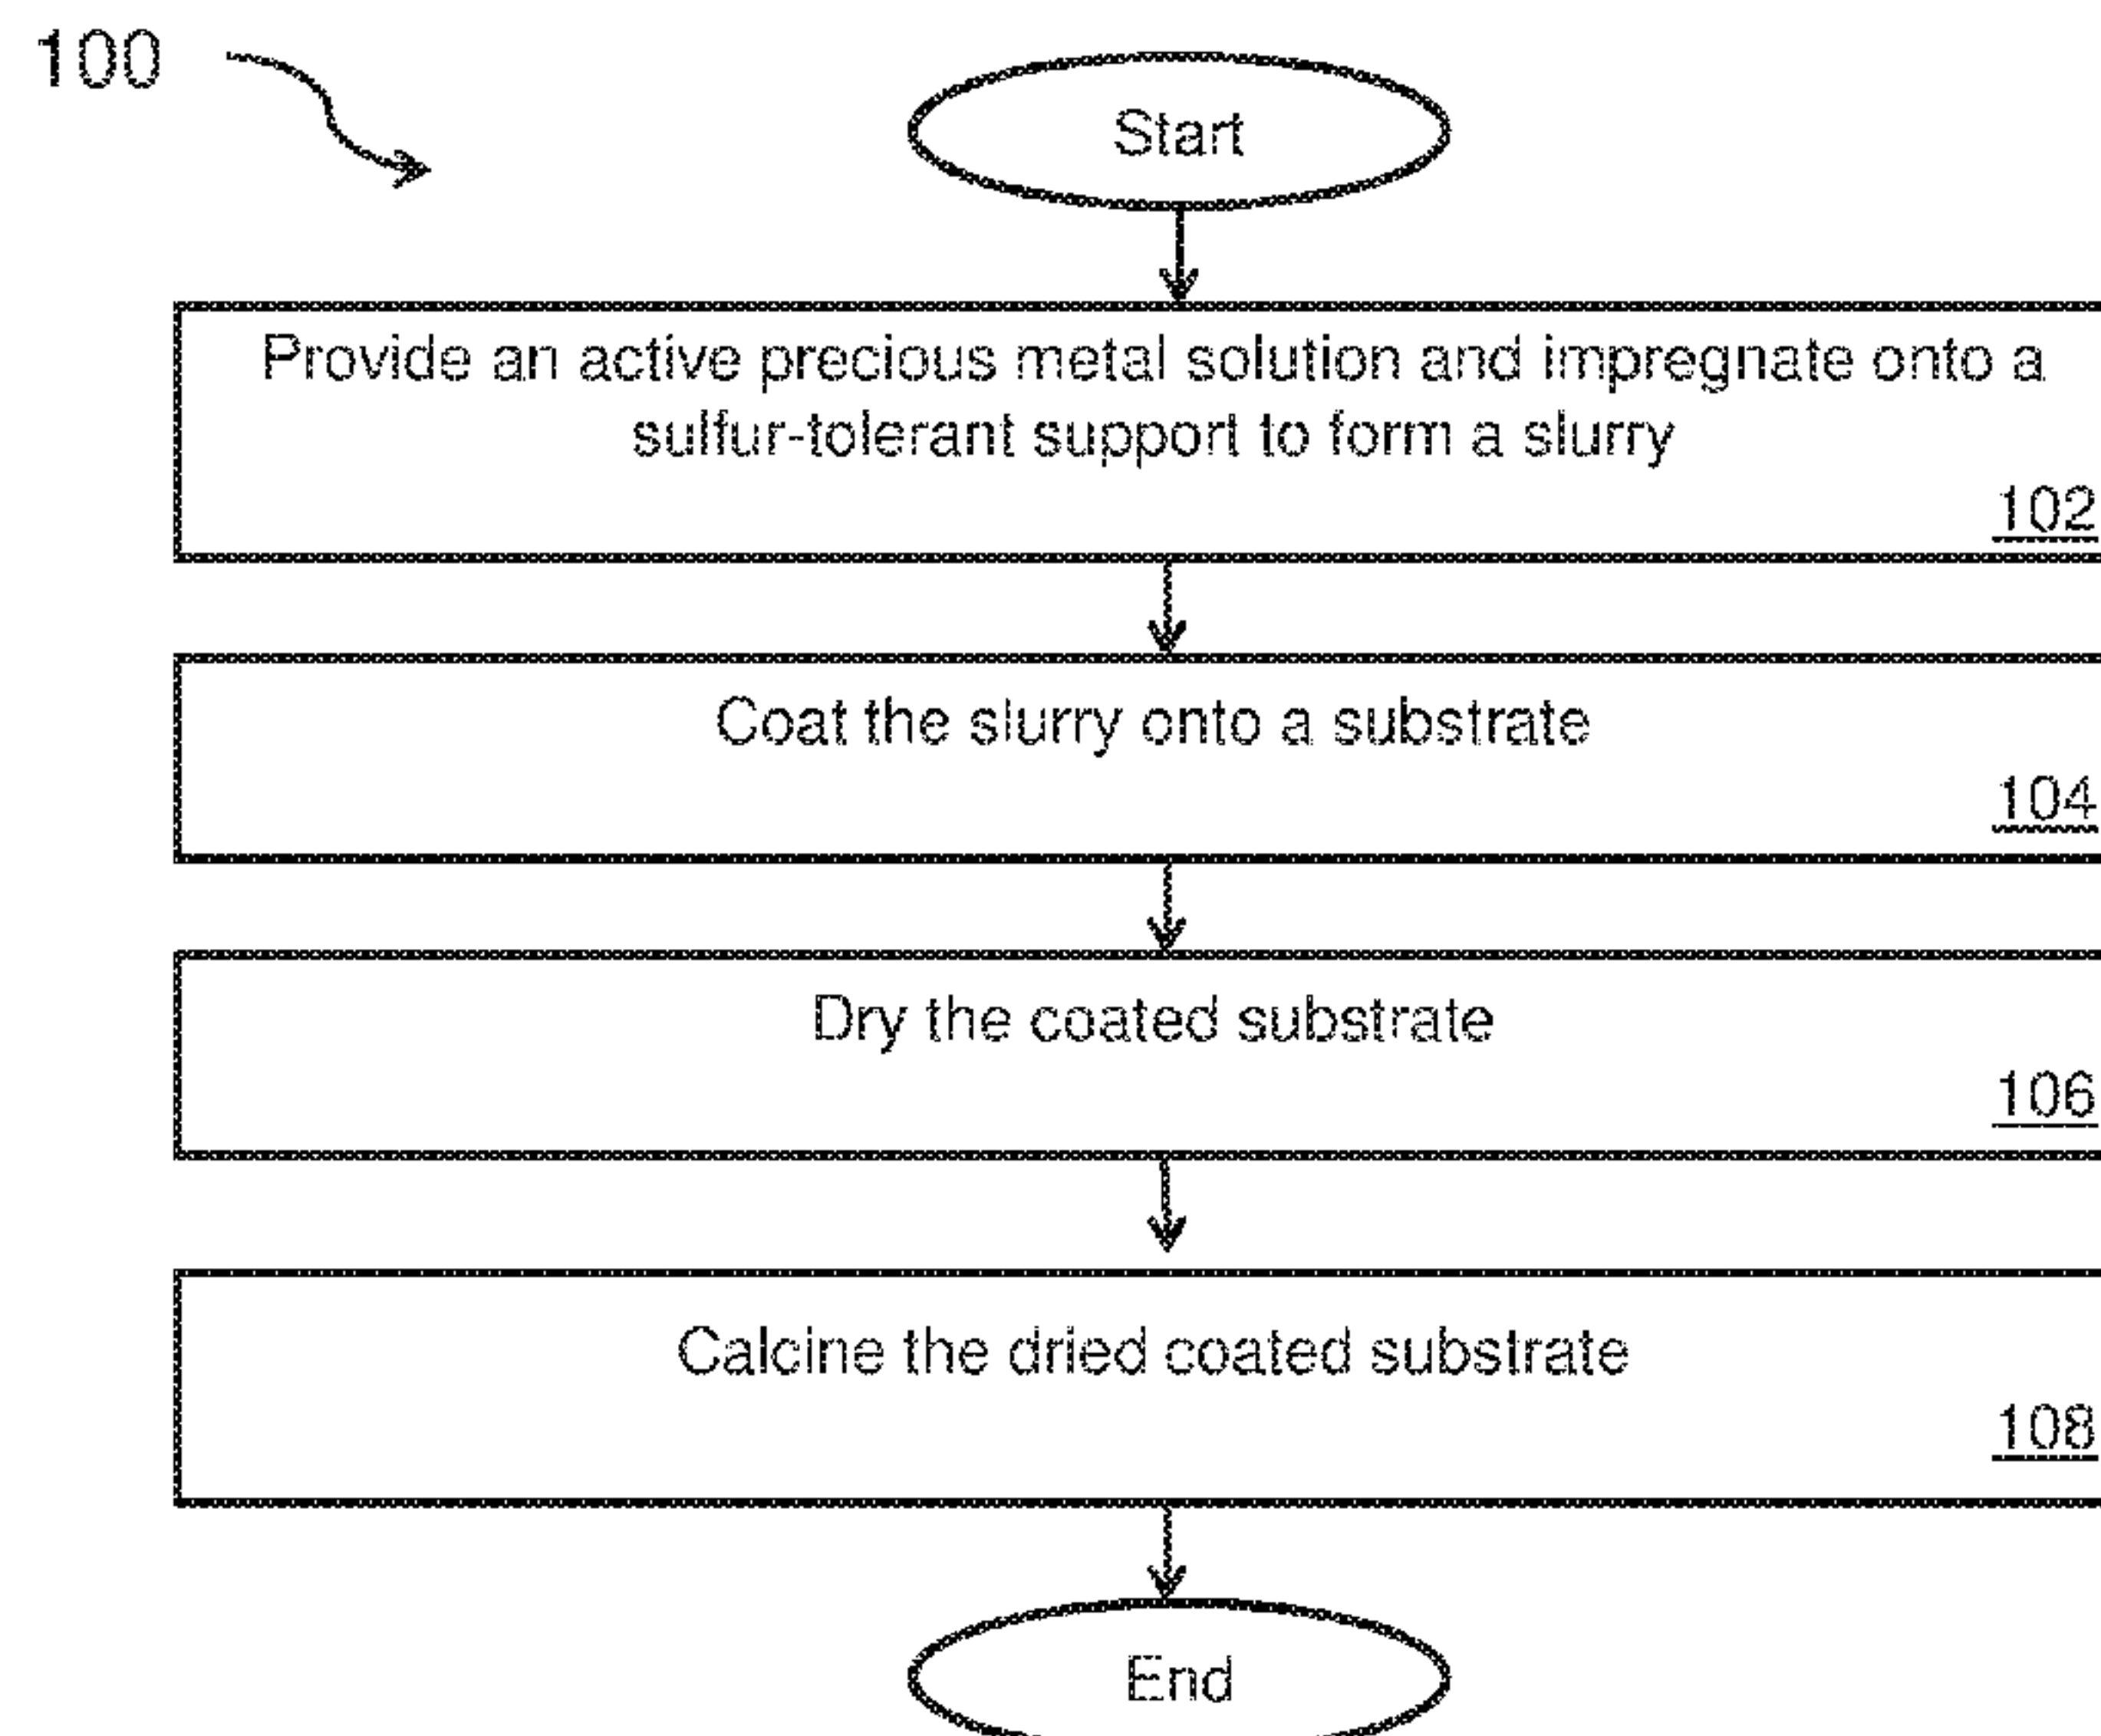 100
Start
Provide an active precious metal solution and impregnate onto a
sulfur-tolerant support to form a slurry
102
Coat the slurry onto a substrate
104
Dry the coated substrate
106
Calcine the dried coated substrate
108
End